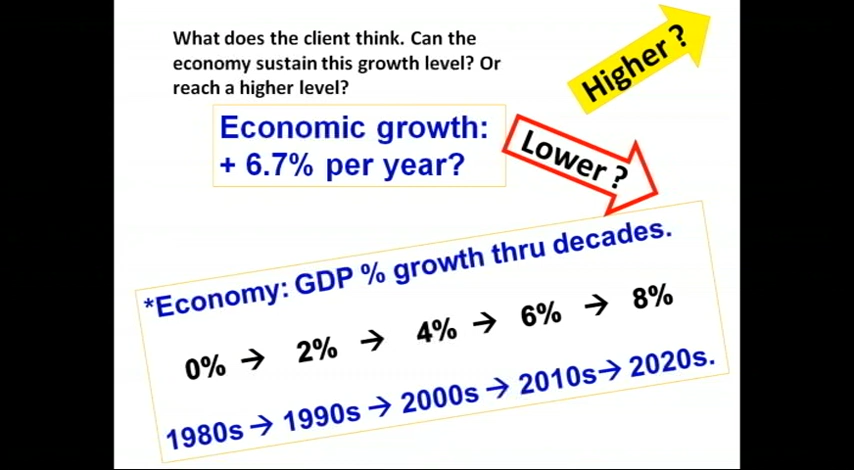 What does the client think. Can the
economy sustain this growth level? Or
reach a higher level?
Higher ?
Economic growth:
+ 6.7% per year?
Lower ?
*Economy: GDP % growth thru decades.
0% → 2% → 4% → 6% → 8%
1980s → 1990s → 2000s → 2010s → 2020s.